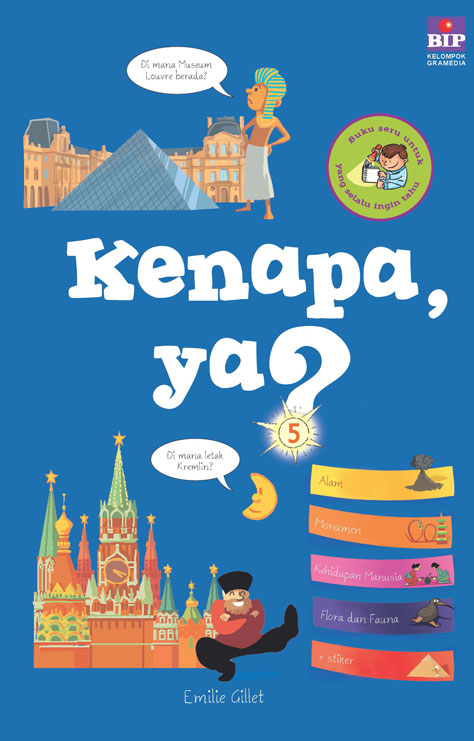 BIP
KELOMPOK
GRAMEDIA
Di mana Museum
Louvre berada?
Buku seru untuk
yang selalu ingin tahu
Kenapa,
ya?
5
Di mana letak
Kremlin?
Alam
Monumen
Kehidupan Manusia
Flora dan Fauna
+ stiker
Emilie Gillet